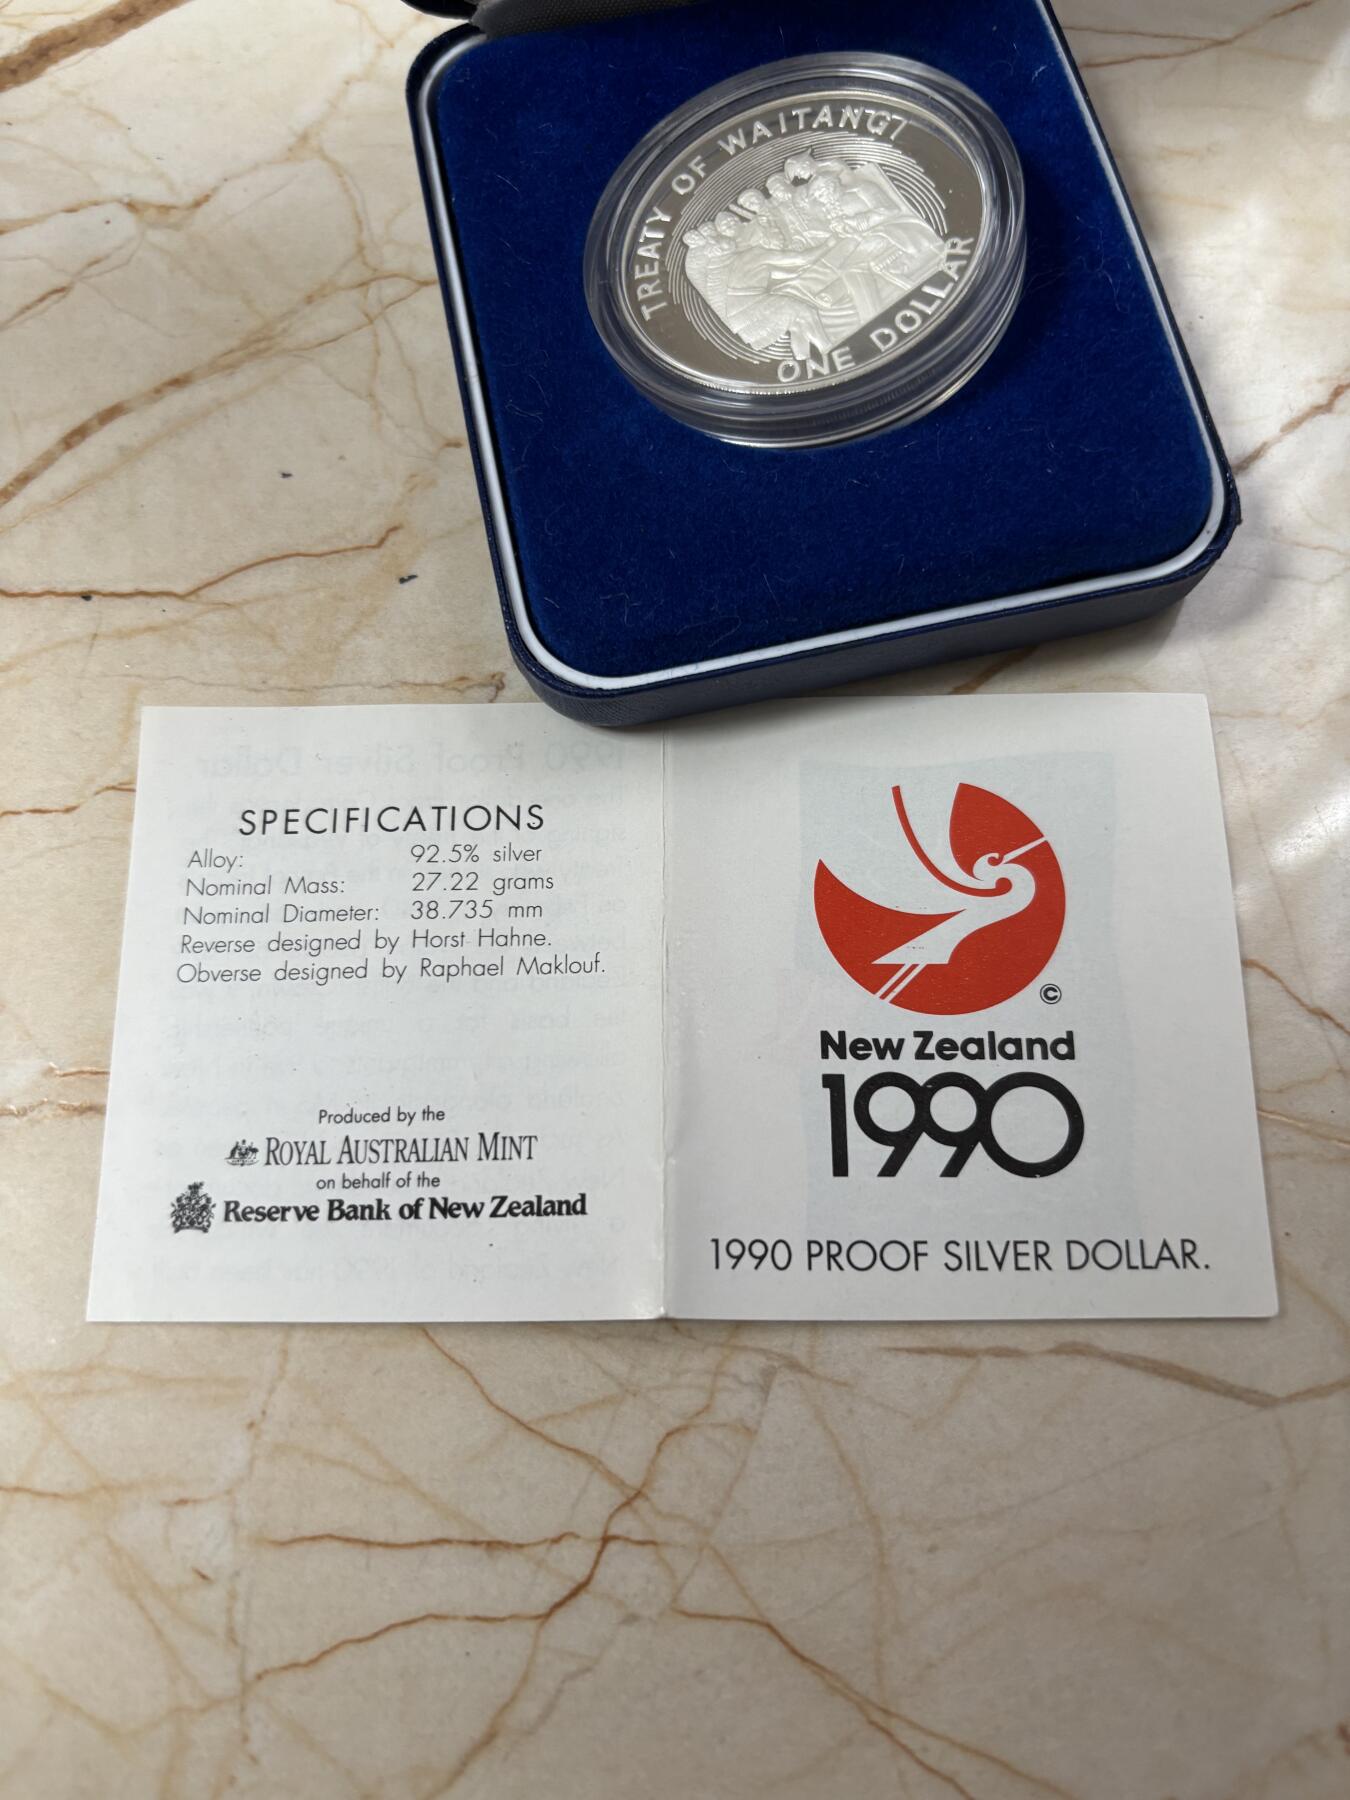 TREATY OF WAITANGI
ONE DOLLAR
SPECIFICATIONS
Alloy: 92.5% silver
Nominal Mass: 27.22 grams
Nominal Diameter: 38.735 mm
Reverse designed by Horst Hahne.
Obverse designed by Raphael Maklouf.
Produced by the
ROYAL AUSTRALIAN MINT
on behalf of the
Reserve Bank of New Zealand
©
New Zealand
1990
1990 PROOF SILVER DOLLAR.